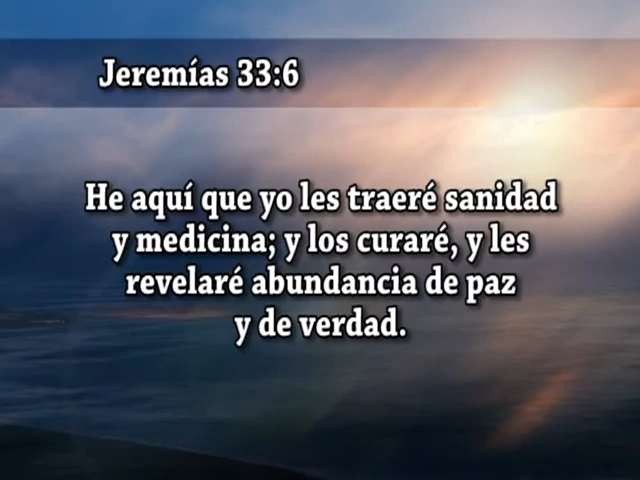 Jeremías 33:6
He aquí que yo les traeré sanidad
y medicina; y los curaré, y les
revelaré abundancia de paz
y de verdad.